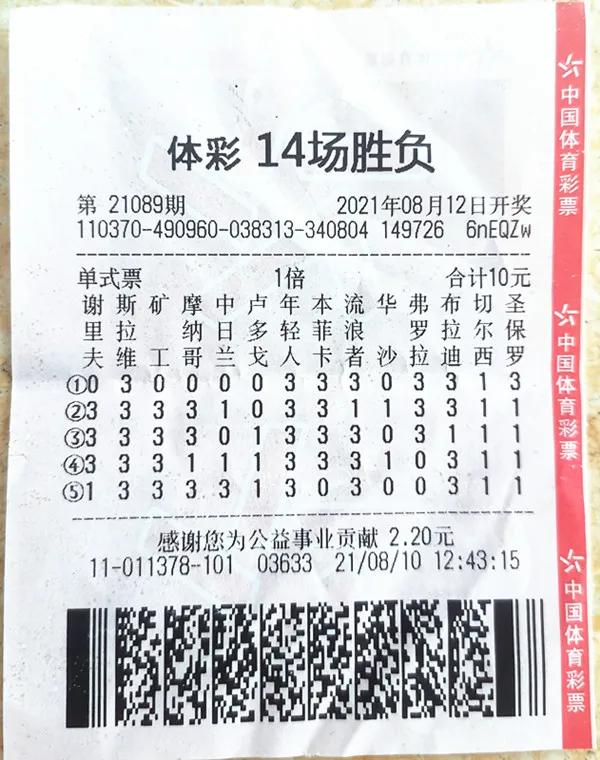 体彩 14场胜负
第 21089期 2021年08月12日开奖
110370-490960-038313-340804 149726 6nEQZw
单式票 1倍 合计10元
谢 斯 矿 摩 中 卢 年 本 流 华 弗 布 切 圣
里 拉 纳 日 多 轻 菲 浪 罗 拉 尔 保
夫 维 工 哥 兰 戈 人 卡 者 沙 拉 迪 西 罗
①0 3 0 0 0 0 3 3 3 0 3 3 1 3
②3 3 3 3 1 0 3 3 1 1 3 3 1 1
③3 3 3 3 0 1 3 3 3 0 3 1 1 1
④3 3 3 1 1 1 3 3 3 1 0 3 1 1
⑤1 3 3 3 3 1 3 0 3 0 0 3 1 1
感谢您为公益事业贡献 2.20元
11-011378-101 03633 21/08/10 12:43:15
中国体育彩票
中国体育彩票
中国体育彩票